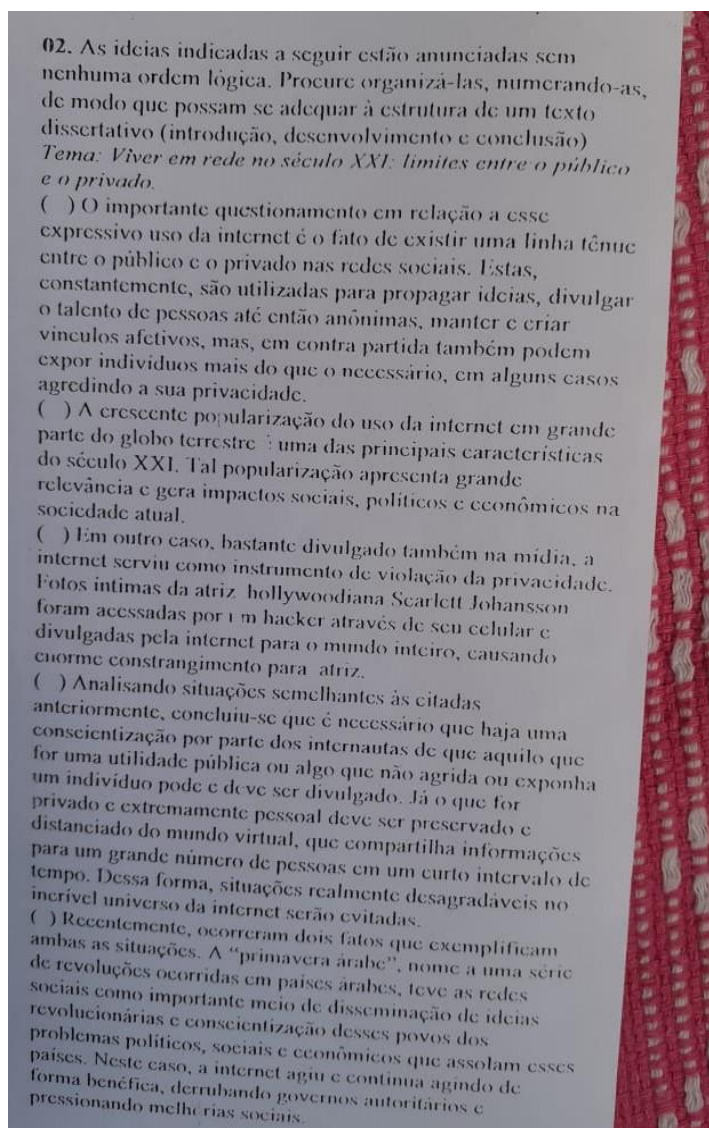 02. As ideias indicadas a seguir estão anunciadas sem
nenhuma ordem lógica. Procure organizá-las, numerando-as,
de modo que possam se adequar à estrutura de um texto
dissertativo (introdução, desenvolvimento e conclusão)
Tema: Viver em rede no século XXI: limites entre o público
e o privado.
( ) O importante questionamento em relação a esse
expressivo uso da internet é o fato de existir uma linha tênue
entre o público e o privado nas redes sociais. Estas,
constantemente, são utilizadas para propagar ideias, divulgar
o talento de pessoas até então anônimas, manter e criar
vinculos afetivos, mas, em contra partida também podem
expor indivíduos mais do que o necessário, em alguns casos
agredindo a sua privacidade.
( ) A crescente popularização do uso da internet em grande
parte do globo terrestre é uma das principais características
do século XXI. Tal popularização apresenta grande
relevância e gera impactos sociais, políticos e econômicos na
sociedade atual.
( ) Em outro caso, bastante divulgado também na mídia, a
internet serviu como instrumento de violação da privacidade.
Fotos intimas da atriz hollywoodiana Scarlett Johansson
foram acessadas por um hacker através de seu celular e
divulgadas pela internet para o mundo inteiro, causando
enorme constrangimento para atriz.
( ) Analisando situações semelhantes às citadas
anteriormente, concluiu-se que é necessário que haja uma
conscientização por parte dos internautas de que aquilo que
for uma utilidade pública ou algo que não agrida ou exponha
um indivíduo pode e deve ser divulgado. Já o que for
privado e extremamente pessoal deve ser preservado e
distanciado do mundo virtual, que compartilha informações
para um grande número de pessoas em um curto intervalo de
tempo. Dessa forma, situações realmente desagradáveis no
incrível universo da internet serão evitadas.
( ) Recentemente, ocorreram dois fatos que exemplificam
ambas as situações. A “primavera árabe”, nome a uma série
de revoluções ocorridas em países árabes, teve as redes
sociais como importante meio de disseminação de ideias
revolucionárias e conscientização desses povos dos
problemas políticos, sociais e econômicos que assolam esses
países. Neste caso, a internet agiu e continua agindo de
forma benéfica, derrubando governos autoritários e
pressionando melhorias sociais.